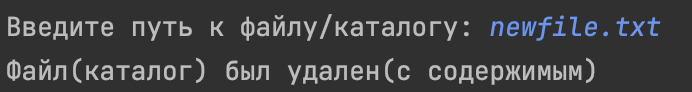 Введите путь к файлу/каталогу: newfile.txt
Файл(каталог) был удален(с содержимым)